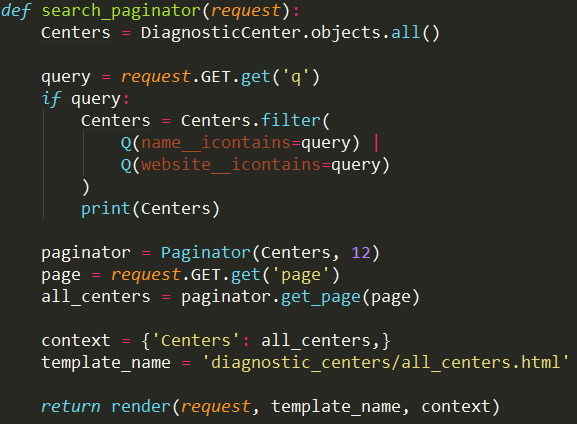 def search_paginator(request):
    Centers = DiagnosticCenter.objects.all()

    query = request.GET.get('q')
    if query:
        Centers = Centers.filter(
            Q(name__icontains=query) |
            Q(website__icontains=query)
        )
        print(Centers)

    paginator = Paginator(Centers, 12)
    page = request.GET.get('page')
    all_centers = paginator.get_page(page)

    context = {'Centers': all_centers,}
    template_name = 'diagnostic_centers/all_centers.html'

    return render(request, template_name, context)